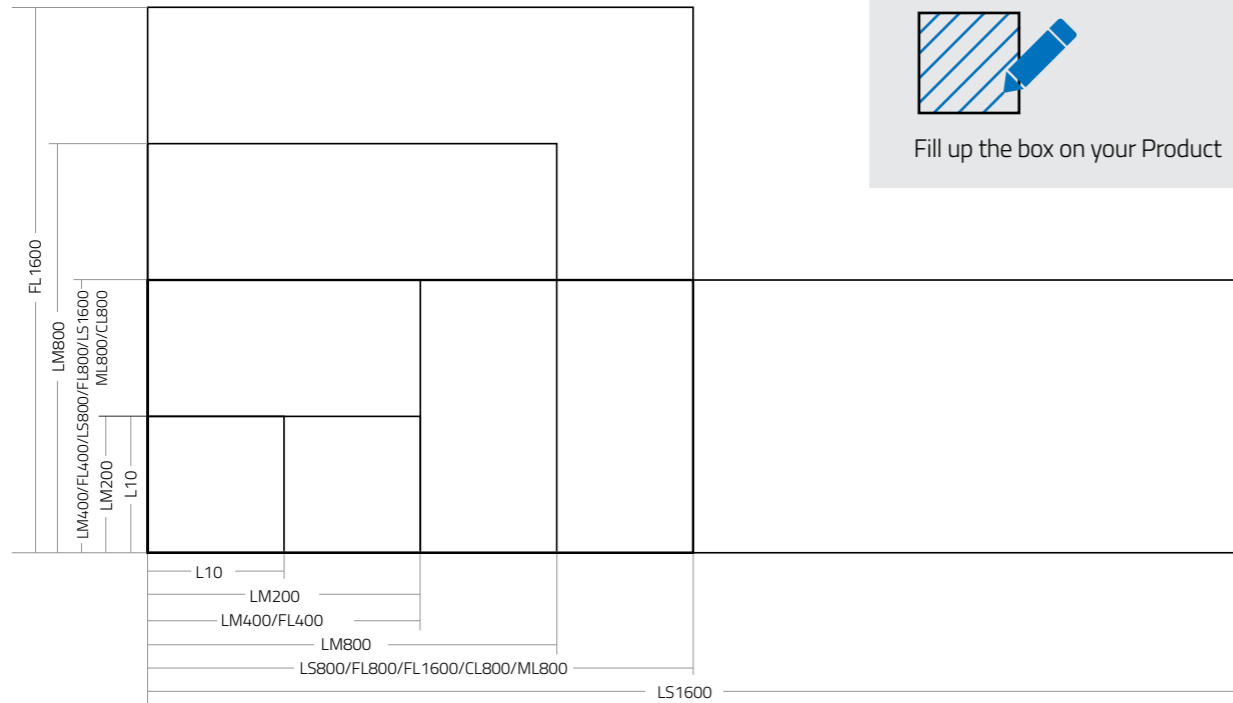 Fill up the box on your Product
FL1600
LM800
LM400/FL400/LS800/FL800/LS1600
ML800/CL800
LM200
L10
L10
LM200
LM400/FL400
LM800
LS800/FL800/FL1600/CL800/ML800
LS1600